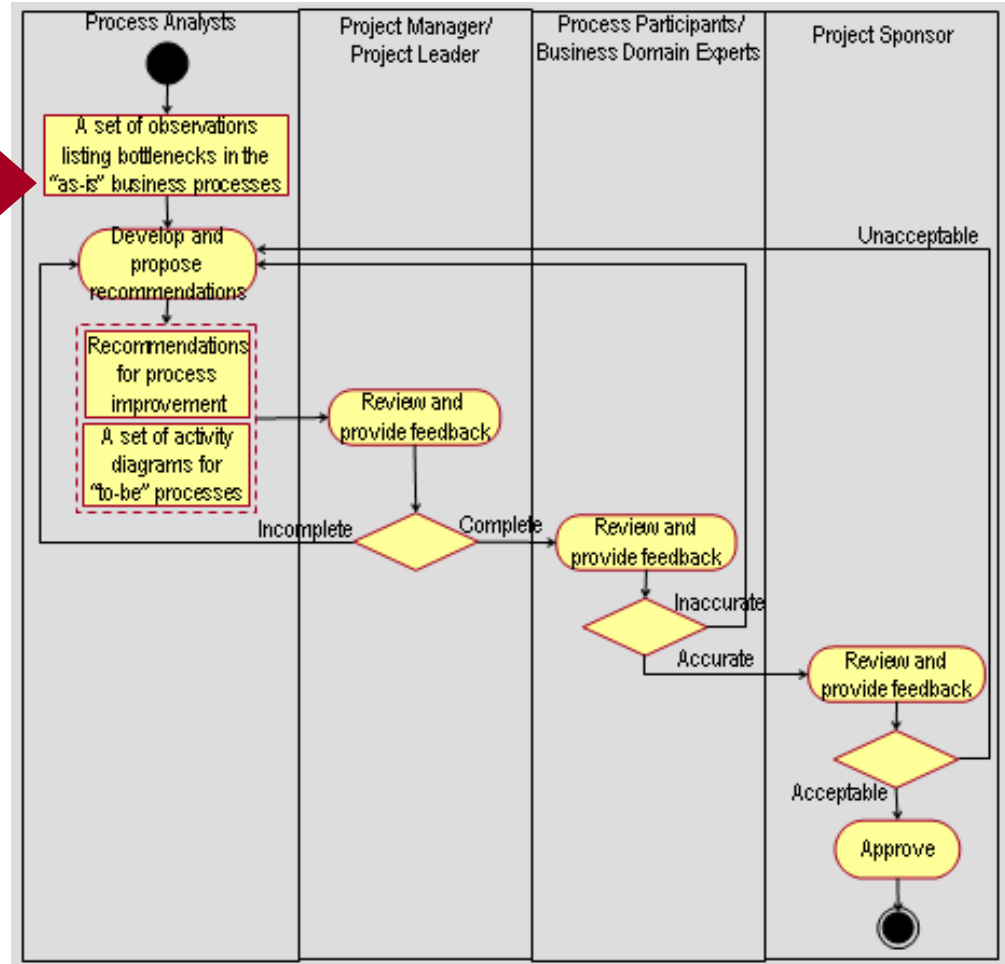 Process Analysts
Project Manager/
Project Leader
Process Participants/
Business Domain Experts
Project Sponsor
A set of observations
listing bottlenecks in the
“as-is” business processes
Develop and
propose
recommendations
Unacceptable
Recommendations
for process
improvement
A set of activity
diagrams for
“to-be” processes
Review and
provide feedback
Incomplete
Complete
Review and
provide feedback
Inaccurate
Accurate
Review and
provide feedback
Acceptable
Approve